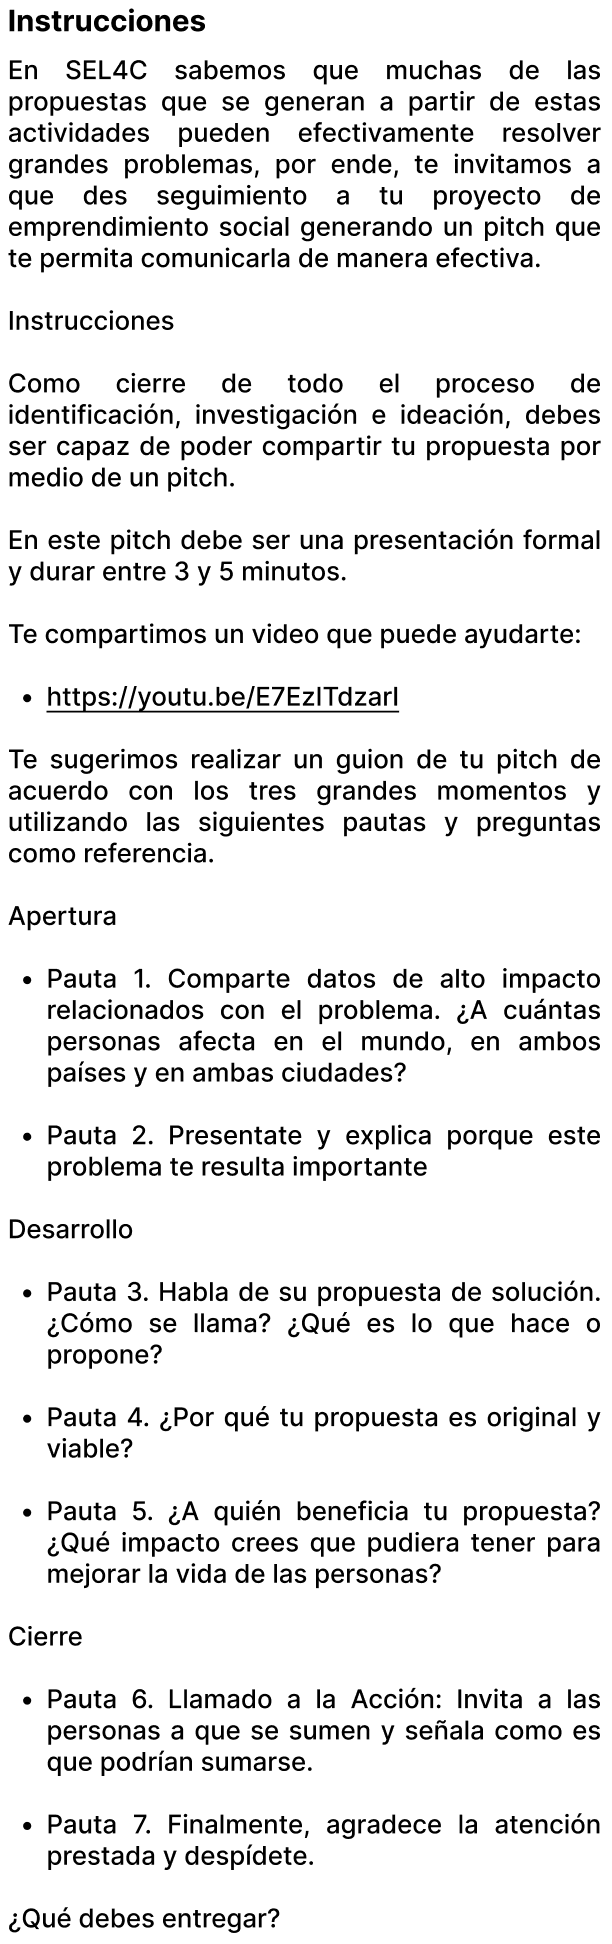 Instrucciones
En SEL4C sabemos que muchas de las
propuestas que se generan a partir de estas
actividades pueden efectivamente resolver
grandes problemas, por ende, te invitamos a
que des seguimiento a tu proyecto de
emprendimiento social generando un pitch que
te permita comunicarla de manera efectiva.
Instrucciones
Como cierre de todo el proceso de
identificación, investigación e ideación, debes
ser capaz de poder compartir tu propuesta por
medio de un pitch.
En este pitch debe ser una presentación formal
y durar entre 3 y 5 minutos.
Te compartimos un video que puede ayudarte:
• https://youtu.be/E7EzITdzarI
Te sugerimos realizar un guion de tu pitch de
acuerdo con los tres grandes momentos y
utilizando las siguientes pautas y preguntas
como referencia.
Apertura
• Pauta 1. Comparte datos de alto impacto
relacionados con el problema. ¿A cuántas
personas afecta en el mundo, en ambos
países y en ambas ciudades?
• Pauta 2. Presentate y explica porque este
problema te resulta importante
Desarrollo
• Pauta 3. Habla de su propuesta de solución.
¿Cómo se llama? ¿Qué es lo que hace o
propone?
• Pauta 4. ¿Por qué tu propuesta es original y
viable?
• Pauta 5. ¿A quién beneficia tu propuesta?
¿Qué impacto crees que pudiera tener para
mejorar la vida de las personas?
Cierre
• Pauta 6. Llamado a la Acción: Invita a las
personas a que se sumen y señala como es
que podrían sumarse.
• Pauta 7. Finalmente, agradece la atención
prestada y despídete.
¿Qué debes entregar?